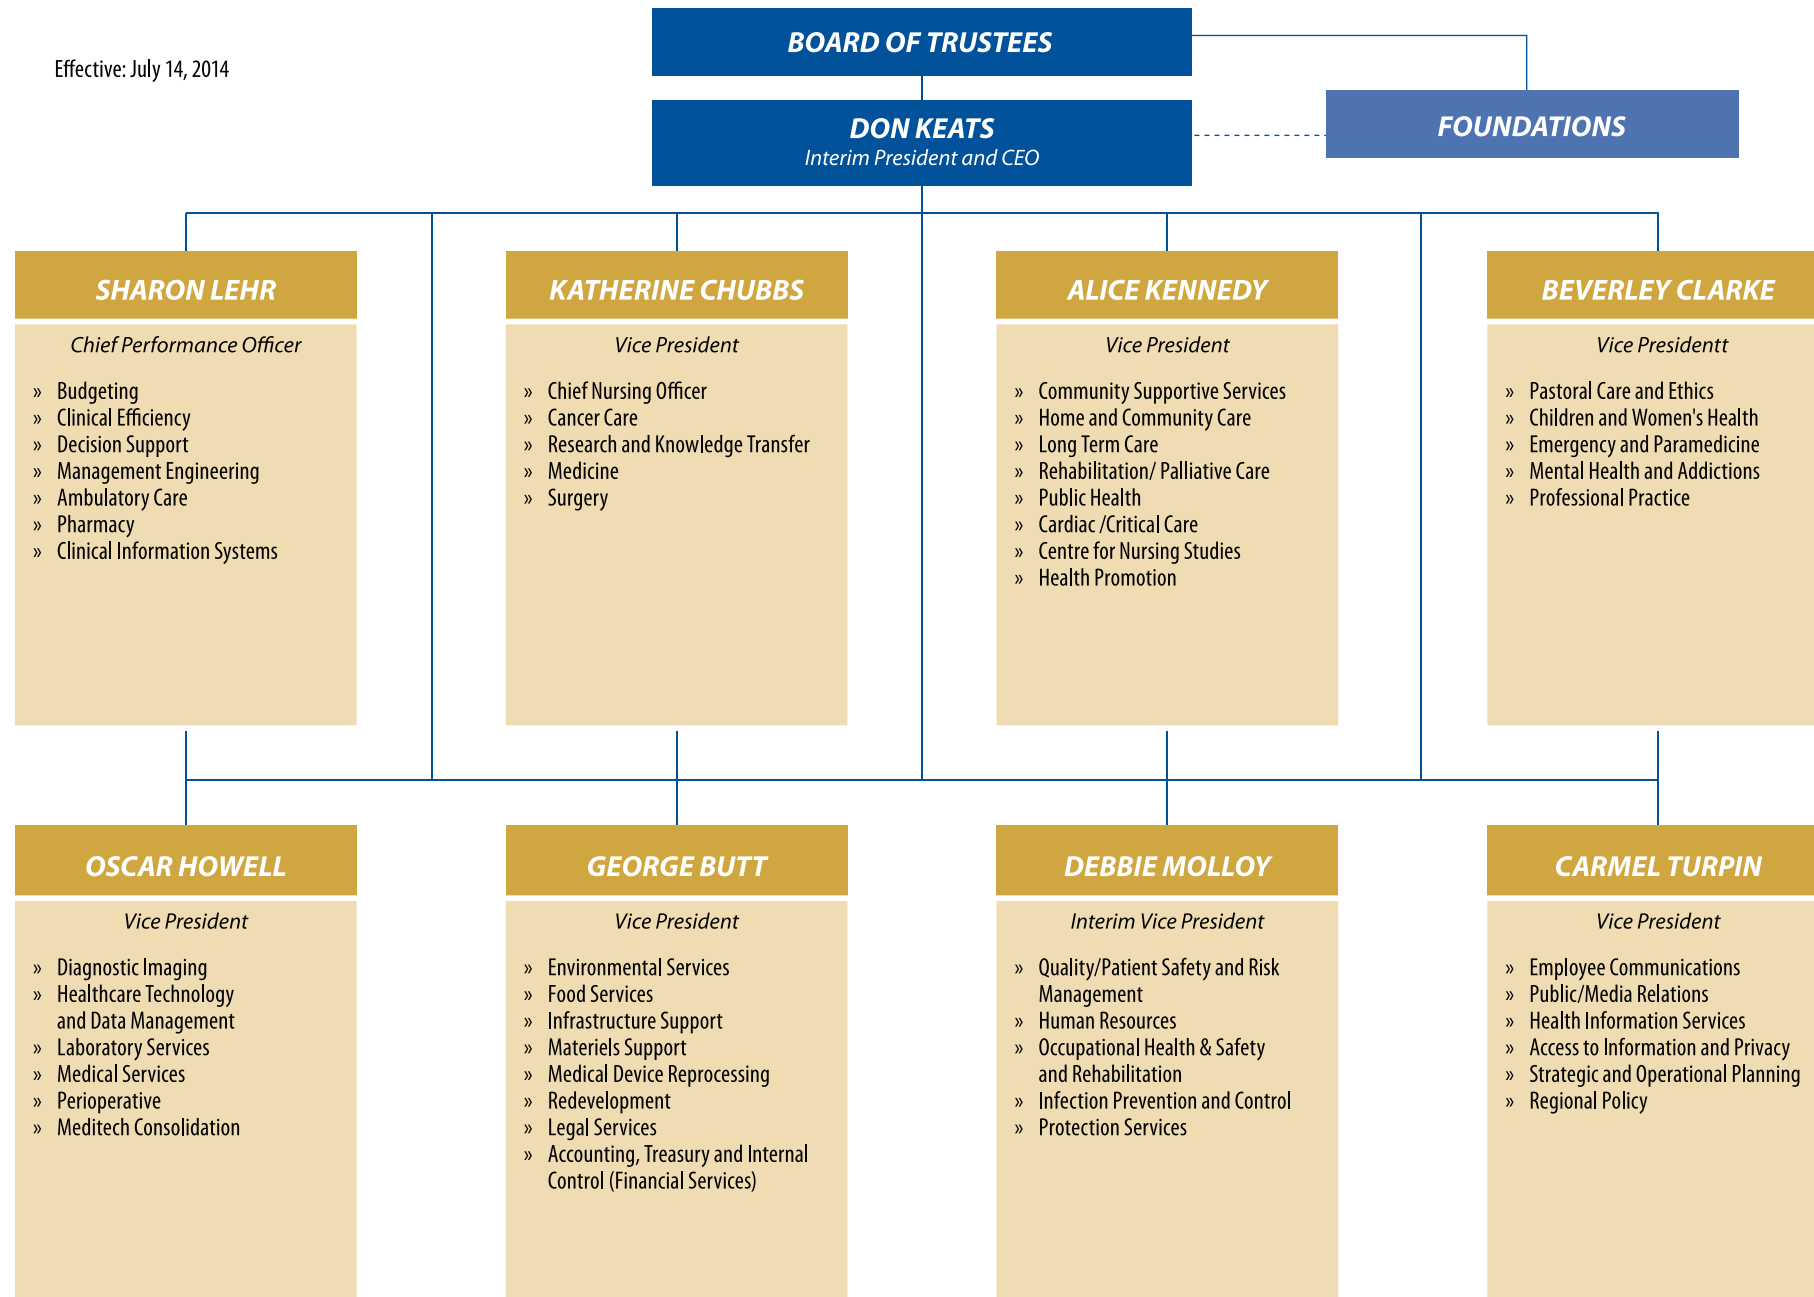 Effective: July 14, 2014
BOARD OF TRUSTEES
DON KEATS
Interim President and CEO
FOUNDATIONS
SHARON LEHR
Chief Performance Officer
» Budgeting
» Clinical Efficiency
» Decision Support
» Management Engineering
» Ambulatory Care
» Pharmacy
» Clinical Information Systems
KATHERINE CHUBBS
Vice President
» Chief Nursing Officer
» Cancer Care
» Research and Knowledge Transfer
» Medicine
» Surgery
ALICE KENNEDY
Vice President
» Community Supportive Services
» Home and Community Care
» Long Term Care
» Rehabilitation/ Palliative Care
» Public Health
» Cardiac /Critical Care
» Centre for Nursing Studies
» Health Promotion
BEVERLEY CLARKE
Vice Presidentt
» Pastoral Care and Ethics
» Children and Women's Health
» Emergency and Paramedicine
» Mental Health and Addictions
» Professional Practice
OSCAR HOWELL
Vice President
» Diagnostic Imaging
» Healthcare Technology
and Data Management
» Laboratory Services
» Medical Services
» Perioperative
» Meditech Consolidation
GEORGE BUTT
Vice President
» Environmental Services
» Food Services
» Infrastructure Support
» Materiels Support
» Medical Device Reprocessing
» Redevelopment
» Legal Services
» Accounting, Treasury and Internal
Control (Financial Services)
DEBBIE MOLLOY
Interim Vice President
» Quality/Patient Safety and Risk
Management
» Human Resources
» Occupational Health & Safety
and Rehabilitation
» Infection Prevention and Control
» Protection Services
CARMEL TURPIN
Vice President
» Employee Communications
» Public/Media Relations
» Health Information Services
» Access to Information and Privacy
» Strategic and Operational Planning
» Regional Policy